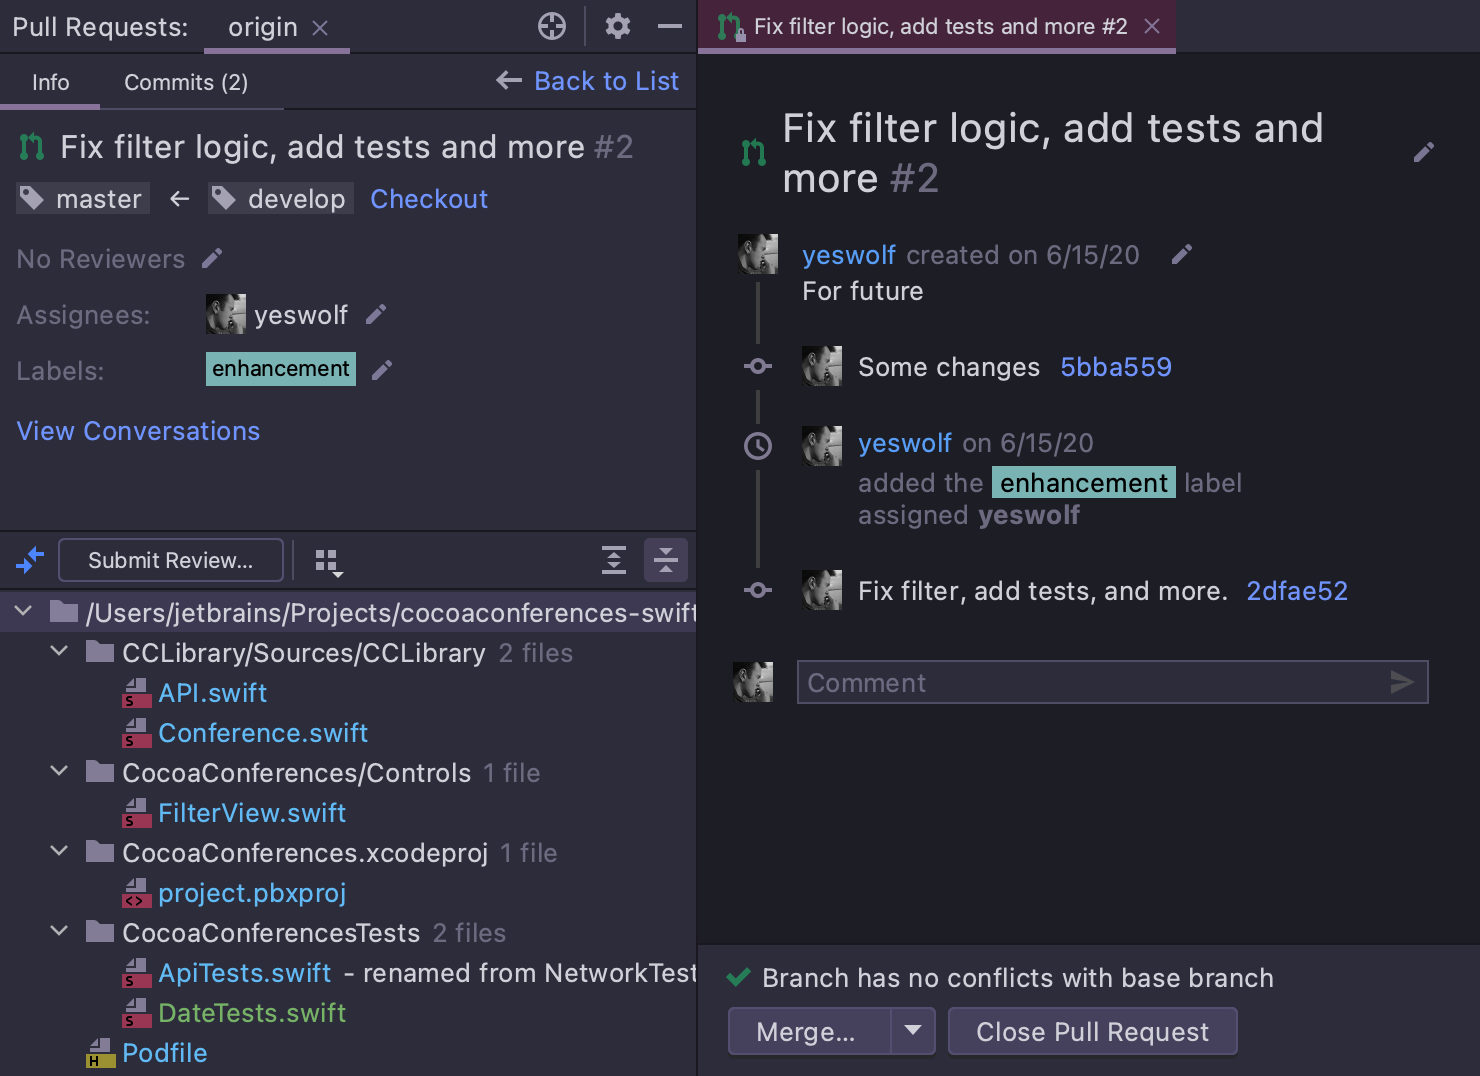 Pull Requests: origin
Info Commits (2) Back to List
Fix filter logic, add tests and more #2
master ← develop Checkout
No Reviewers
Assignees: yeswolf
Labels: enhancement
View Conversations
Submit Review...
/Users/jetbrains/Projects/cocoaconferences-swift
CCLibrary/Sources/CCLibrary 2 files
API.swift
Conference.swift
CocoaConferences/Controls 1 file
FilterView.swift
CocoaConferences.xcodeproj 1 file
project.pbxproj
CocoaConferencesTests 2 files
ApiTests.swift - renamed from NetworkTest
DateTests.swift
Podfile
Fix filter logic, add tests and more #2
Fix filter logic, add tests and
more #2
yeswolf created on 6/15/20
For future
Some changes 5bba559
yeswolf on 6/15/20
added the enhancement label
assigned yeswolf
Fix filter, add tests, and more. 2dfae52
Comment
Branch has no conflicts with base branch
Merge... Close Pull Request